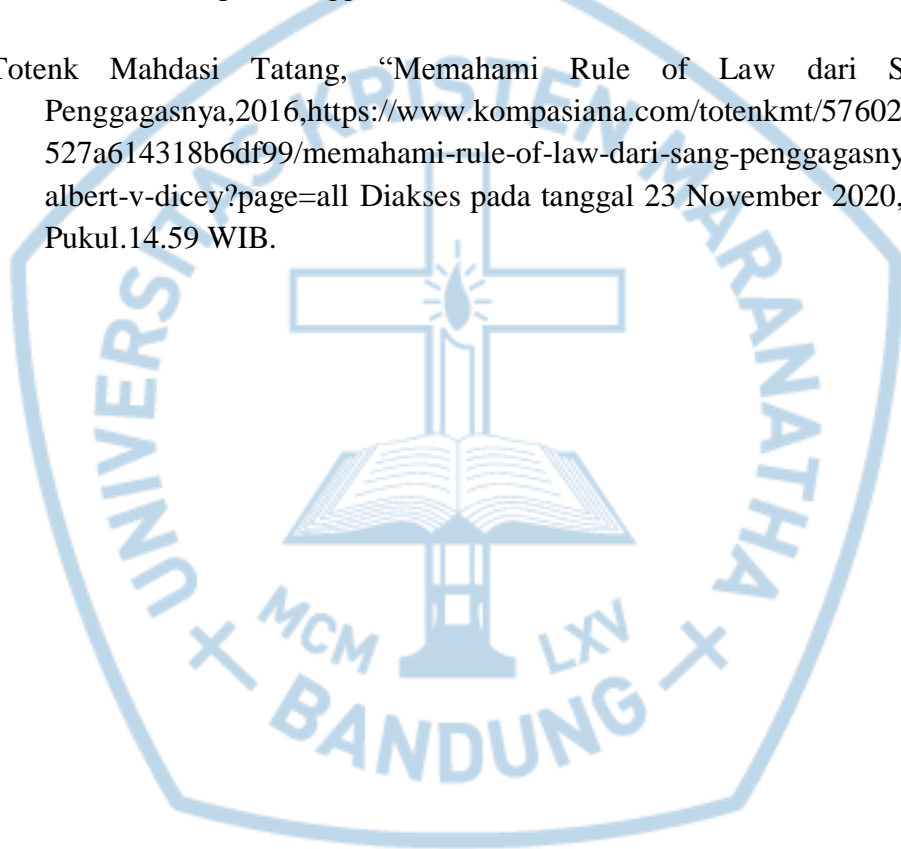 Totenk Mahdasi Tatang, “Memahami Rule of Law dari S
Penggagasnya,2016,https://www.kompasiana.com/totenkmt/57602
527a614318b6df99/memahami-rule-of-law-dari-sang-penggagasny
albert-v-dicey?page=all Diakses pada tanggal 23 November 2020,
Pukul.14.59 WIB.
UNIVERSITAS KRISTEN MARANATHA
MCM LXV
BANDUNG